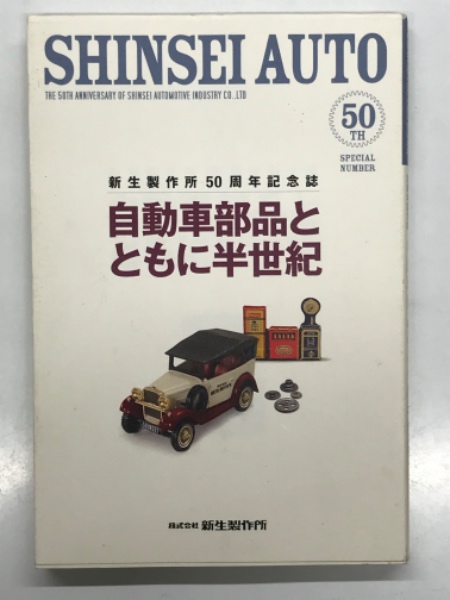 SHINSEI AUTO
THE 50TH ANNIVERSARY OF SHINSEI AUTOMOTIVE INDUSTRY CO.,LTD
50
TH
SPECIAL
NUMBER
新生製作所50周年記念誌
自動車部品と
ともに半世紀
SHINSEI
株式会社 新生製作所